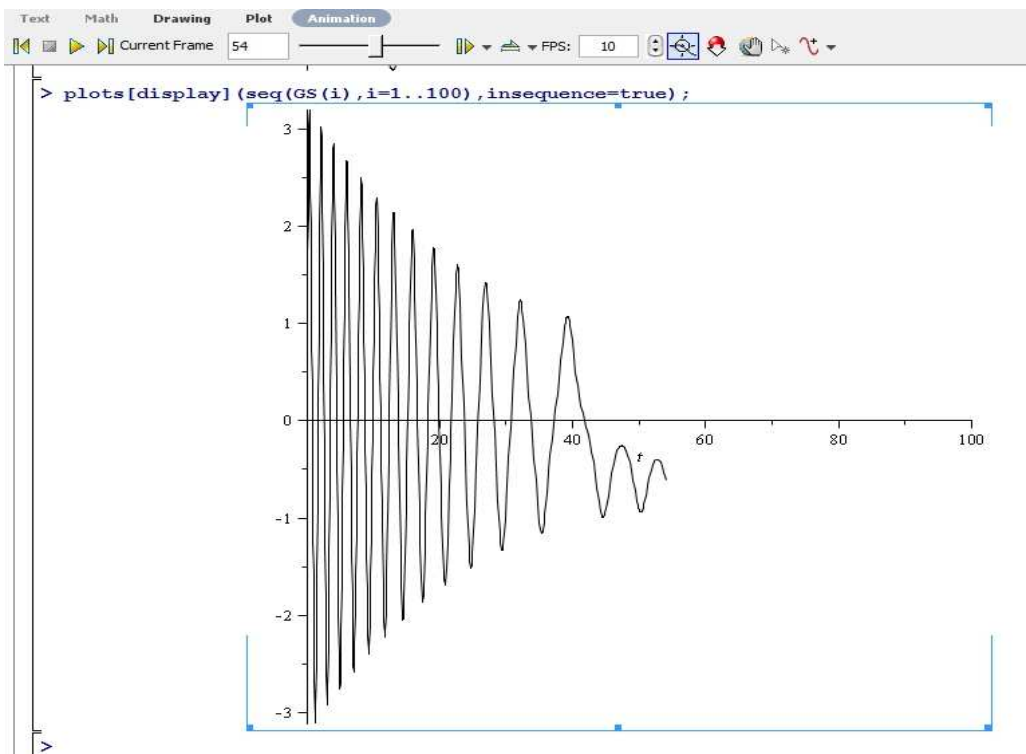 Text Math Drawing Plot Animation
Current Frame 54 FPS: 10
> plots[display](seq(GS(i),i=1..100),insequence=true);
3
2
1
0
20 40 60 80 100
t
-1
-2
-3
>